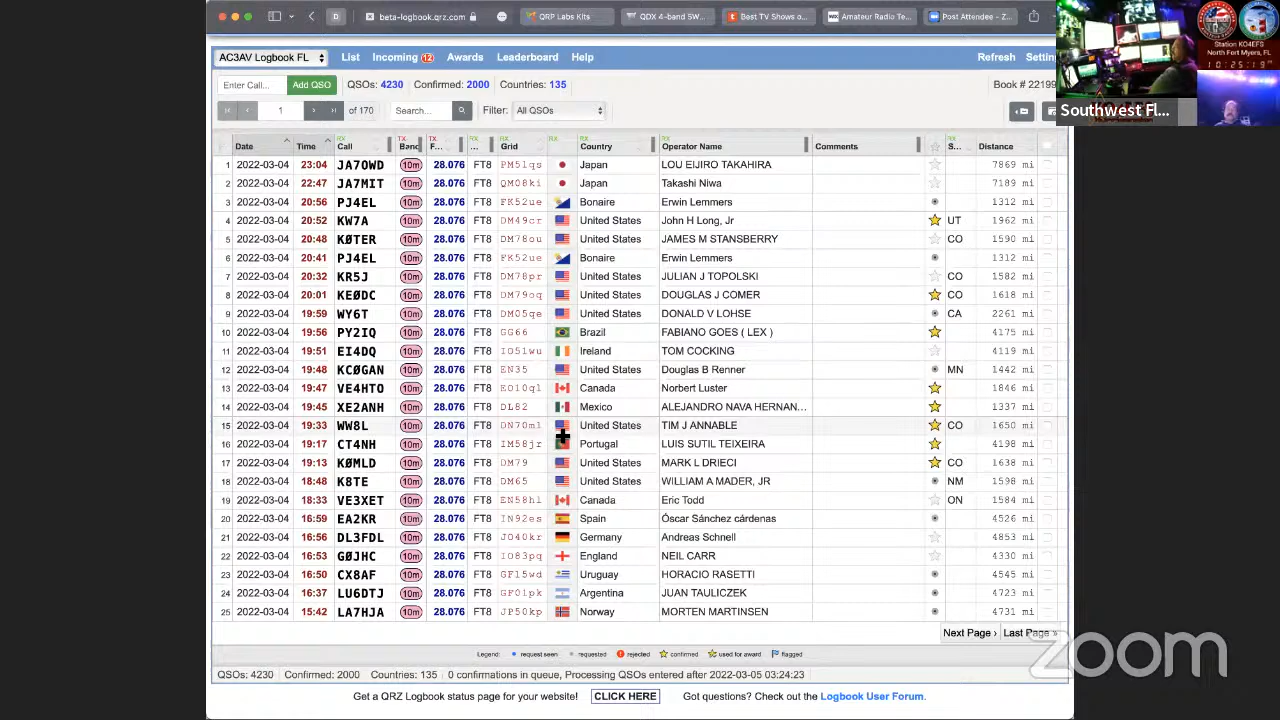 beta-logbook.qrz.com
QRP Labs Kits
QDX 4-band 5W...
Best TV Shows o...
Amateur Radio Te...
Post Attendee - Z...
Station KO4EFS
North Fort Myers, FL
Southwest Fl...
AC3AV Logbook FL List Incoming 12 Awards Leaderboard Help Refresh
Enter Call... Add QSO QSOs: 4230 Confirmed: 2000 Countries: 135 Book # 22199
1 of 170 Search... Filter: All QSOs
RX TX TX RX RX RX RX RX
Date Time Call Band F... ... Grid Country Operator Name Comments S... Distance
1 2022-03-04 23:04 JA7OWD 10m 28.076 FT8 PM51qs Japan LOU EIJIRO TAKAHIRA 7869 mi
2 2022-03-04 22:47 JA7MIT 10m 28.076 FT8 QM08ki Japan Takashi Niwa 7189 mi
3 2022-03-04 20:56 PJ4EL 10m 28.076 FT8 FK52ue Bonaire Erwin Lemmers 1312 mi
4 2022-03-04 20:52 KW7A 10m 28.076 FT8 DM49cr United States John H Long, Jr UT 1962 mi
5 2022-03-04 20:48 KØTER 10m 28.076 FT8 DM78ou United States JAMES M STANSBERRY CO 1590 mi
6 2022-03-04 20:41 PJ4EL 10m 28.076 FT8 FK52ue Bonaire Erwin Lemmers 1312 mi
7 2022-03-04 20:32 KR5J 10m 28.076 FT8 DM78pr United States JULIAN J TOPOLSKI CO 1582 mi
8 2022-03-04 20:01 KEØDC 10m 28.076 FT8 DM79oq United States DOUGLAS J COMER CO 1618 mi
9 2022-03-04 19:59 WY6T 10m 28.076 FT8 DM05qe United States DONALD V LOHSE CA 2261 mi
10 2022-03-04 19:56 PY2IQ 10m 28.076 FT8 GG66 Brazil FABIANO GOES ( LEX ) 4175 mi
11 2022-03-04 19:51 EI4DQ 10m 28.076 FT8 IO51wu Ireland TOM COCKING 4119 mi
12 2022-03-04 19:48 KCØGAN 10m 28.076 FT8 EN35 United States Douglas B Renner MN 1442 mi
13 2022-03-04 19:47 VE4HTO 10m 28.076 FT8 EO10ql Canada Norbert Luster 1846 mi
14 2022-03-04 19:45 XE2ANH 10m 28.076 FT8 DL82 Mexico ALEJANDRO NAVA HERNAN... 1337 mi
15 2022-03-04 19:33 WW8L 10m 28.076 FT8 DN70ml United States TIM J ANNABLE CO 1650 mi
16 2022-03-04 19:17 CT4NH 10m 28.076 FT8 IM58jr Portugal LUIS SUTIL TEIXEIRA 4198 mi
17 2022-03-04 19:13 KØMLD 10m 28.076 FT8 DM79 United States MARK L DRIECI CO 1638 mi
18 2022-03-04 18:48 K8TE 10m 28.076 FT8 DM65 United States WILLIAM A MADER, JR NM 1598 mi
19 2022-03-04 18:33 VE3XET 10m 28.076 FT8 EN58hl Canada Eric Todd ON 1584 mi
20 2022-03-04 16:59 EA2KR 10m 28.076 FT8 IN92es Spain Óscar Sánchez cárdenas 4526 mi
21 2022-03-04 16:56 DL3FDL 10m 28.076 FT8 JO40kr Germany Andreas Schnell 4853 mi
22 2022-03-04 16:53 GØJHC 10m 28.076 FT8 IO83pq England NEIL CARR 4330 mi
23 2022-03-04 16:50 CX8AF 10m 28.076 FT8 GF15wd Uruguay HORACIO RASETTI 4545 mi
24 2022-03-04 16:37 LU6DTJ 10m 28.076 FT8 GF01pk Argentina JUAN TAULICZEK 4723 mi
25 2022-03-04 15:42 LA7HJA 10m 28.076 FT8 JP50kp Norway MORTEN MARTINSEN 4731 mi
Next Page › Last Page »
Legend: request seen requested rejected confirmed used for award flagged
QSOs: 4230 Confirmed: 2000 Countries: 135 0 confirmations in queue, Processing QSOs entered after 2022-03-05 03:24:23
Get a QRZ Logbook status page for your website! CLICK HERE Got questions? Check out the Logbook User Forum.
zoom